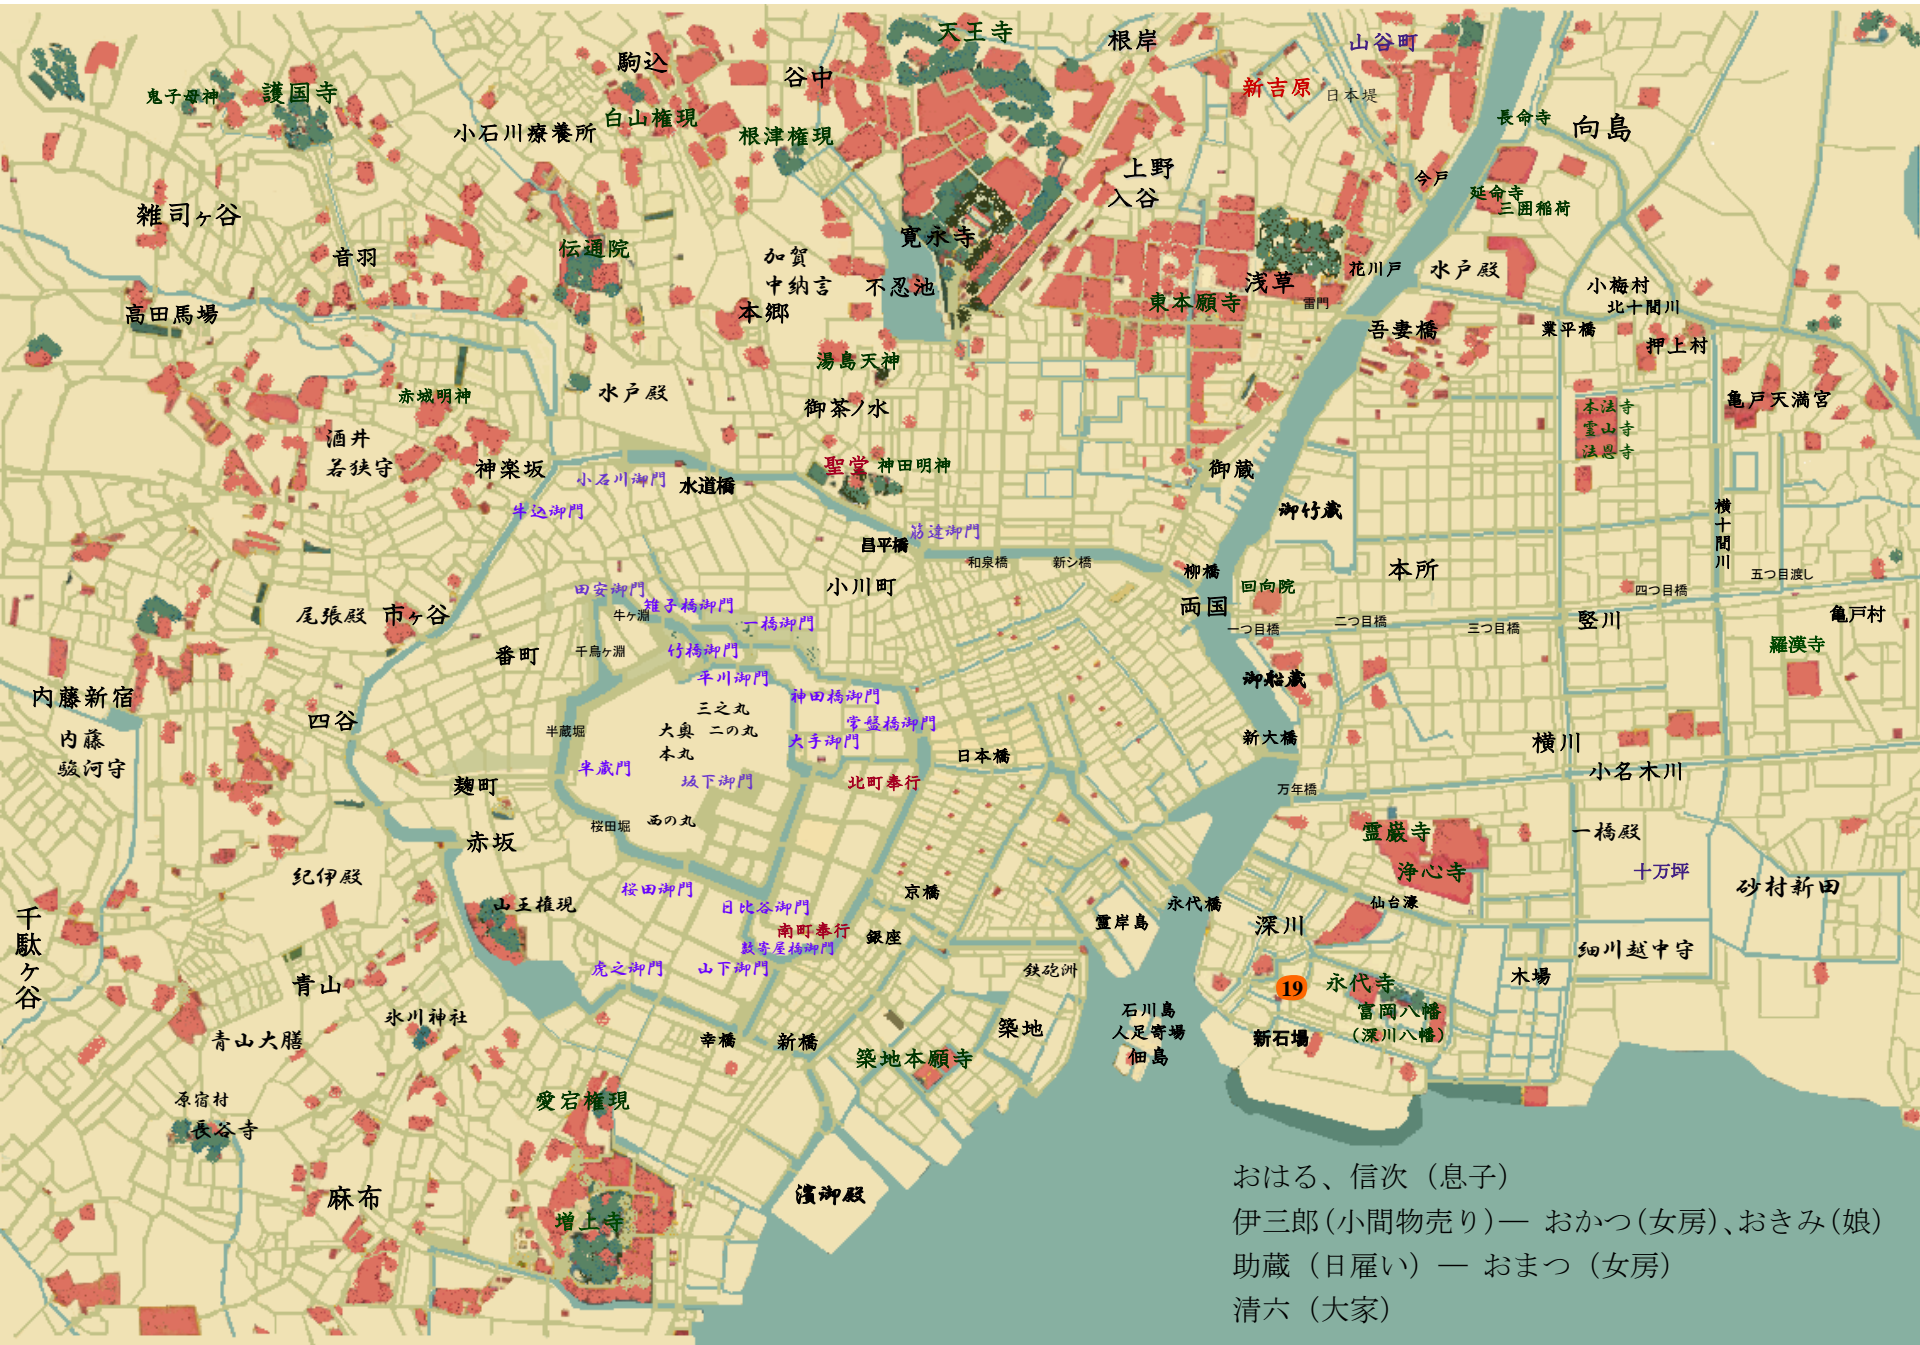 天王寺
根岸
山谷町
駒込
谷中
鬼子母神
護国寺
新吉原
日本堤
白山権現
小石川療養所
根津権現
長命寺
向島
上野
入谷
今戸
延命寺
三囲稲荷
雑司ヶ谷
音羽
伝通院
加賀
中納言
寛永寺
不忍池
本郷
浅草
花川戸
水戸殿
雷門
東本願寺
小梅村
北十間川
高田馬場
吾妻橋
業平橋
押上村
湯島天神
赤城明神
水戸殿
御茶ノ水
本法寺
霊山寺
法恩寺
亀戸天満宮
酒井
若狭守
神楽坂
小石川御門
水道橋
聖堂
神田明神
御蔵
牛込御門
御竹蔵
横十間川
筋違御門
昌平橋
和泉橋
新シ橋
柳橋
本所
五つ目渡し
小川町
回向院
四つ目橋
田安御門
雉子橋御門
牛ヶ淵
一橋御門
両国
一つ目橋
二つ目橋
三つ目橋
竪川
亀戸村
尾張殿
市ヶ谷
番町
千鳥ヶ淵
竹橋御門
羅漢寺
平川御門
御船蔵
内藤新宿
神田橋御門
四谷
三之丸
大奥
二の丸
本丸
常盤橋御門
大手御門
半蔵堀
内藤
駿河守
日本橋
新大橋
横川
半蔵門
坂下御門
北町奉行
小名木川
麹町
万年橋
桜田堀
西の丸
赤坂
霊巌寺
一橋殿
浄心寺
十万坪
砂村新田
紀伊殿
桜田御門
京橋
山王権現
日比谷御門
永代橋
仙台濠
千駄ヶ谷
南町奉行
銀座
霊岸島
深川
数寄屋橋御門
細川越中守
虎之御門
山下御門
鉄砲洲
木場
青山
19
永代寺
氷川神社
石川島
人足寄場
佃島
富岡八幡
(深川八幡)
築地
青山大膳
幸橋
新橋
新石場
築地本願寺
原宿村
長谷寺
愛宕権現
麻布
濱御殿
増上寺
おはる、信次（息子）
伊三郎(小間物売り)― おかつ(女房)、おきみ(娘)
助蔵（日雇い）― おまつ（女房）
清六（大家）